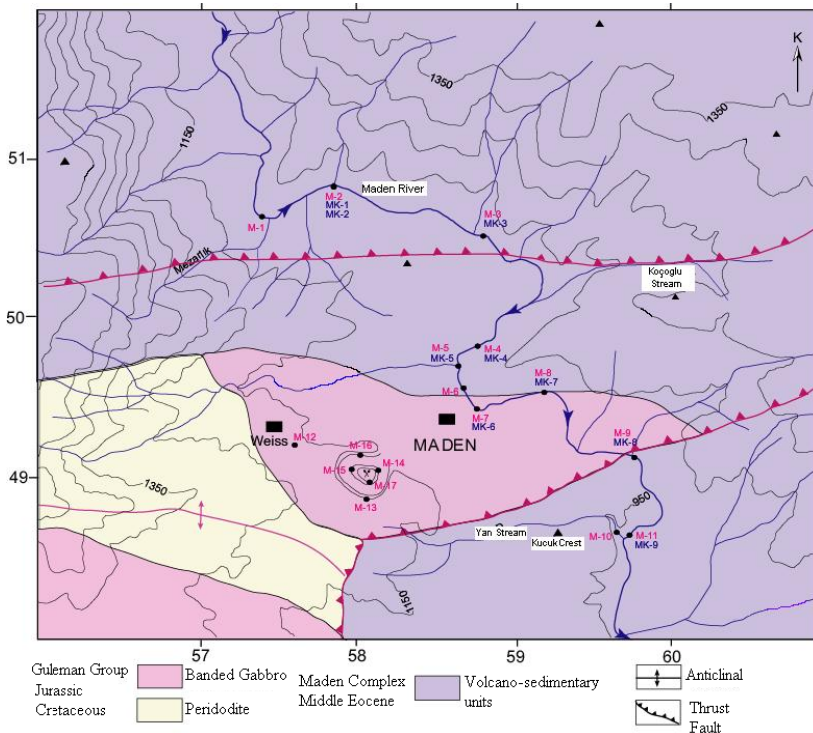 K
1350
1350
1150
51
Maden River
M-2
MK-1
MK-2
M-1
M-3
MK-3
Mezaflik
Koçoglu
Stream
50
M-5
MK-5
M-4
MK-4
M-8
MK-7
M-6
M-7
MK-6
M-9
MK-8
Weiss
M-12
MADEN
M-16
M-15
M-14
M-17
M-13
49
1350
950
Yan Stream
Kucuk Crest
M-10
M-11
MK-9
1150
57
58
59
60
Guleman Group
Jurassic
Cretaceous
Banded Gabbro
Peridodite
Maden Complex
Middle Eocene
Volcano-sedimentary
units
Anticlinal
Thrust
Fault